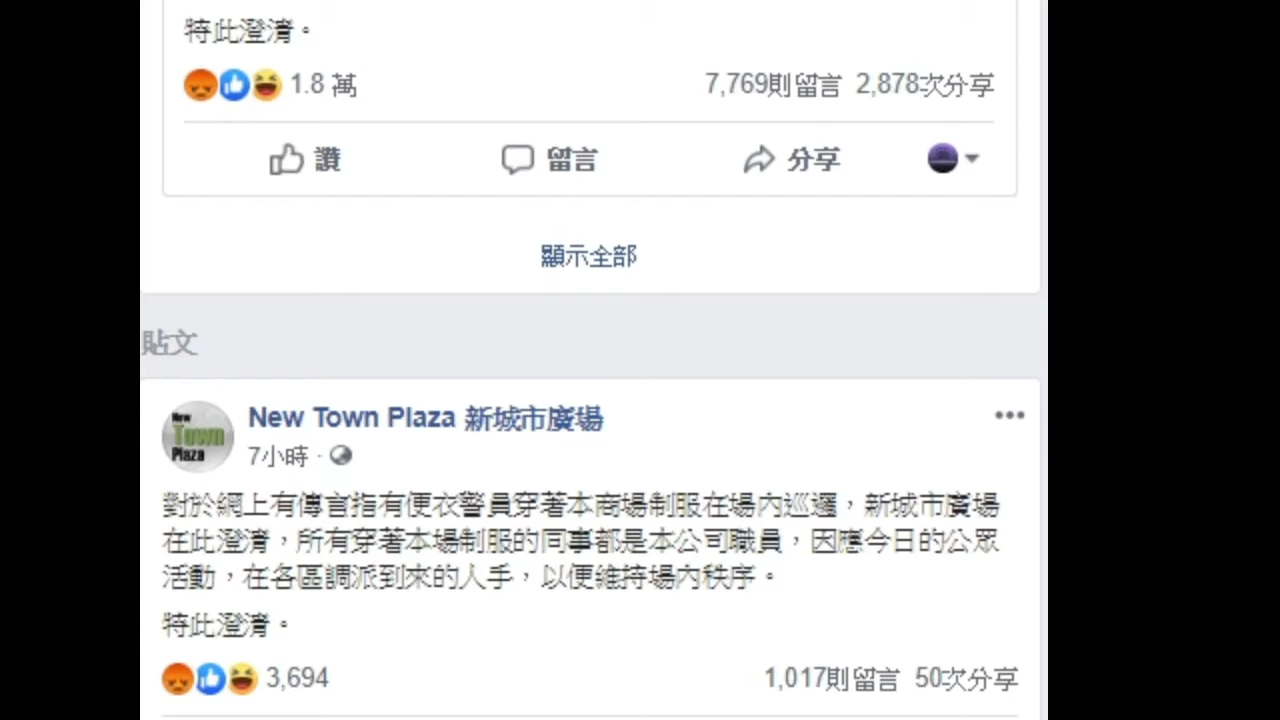 特此澄清。
1.8 萬
7,769則留言 2,878次分享
讚 留言 分享
顯示全部
貼文
New Town Plaza
New Town Plaza 新城市廣場
7小時 ·
對於網上有傳言指有便衣警員穿著本商場制服在場內巡邏，新城市廣場
在此澄清，所有穿著本場制服的同事都是本公司職員，因應今日的公眾
活動，在各區調派到來的人手，以便維持場內秩序。
特此澄清。
3,694
1,017則留言 50次分享